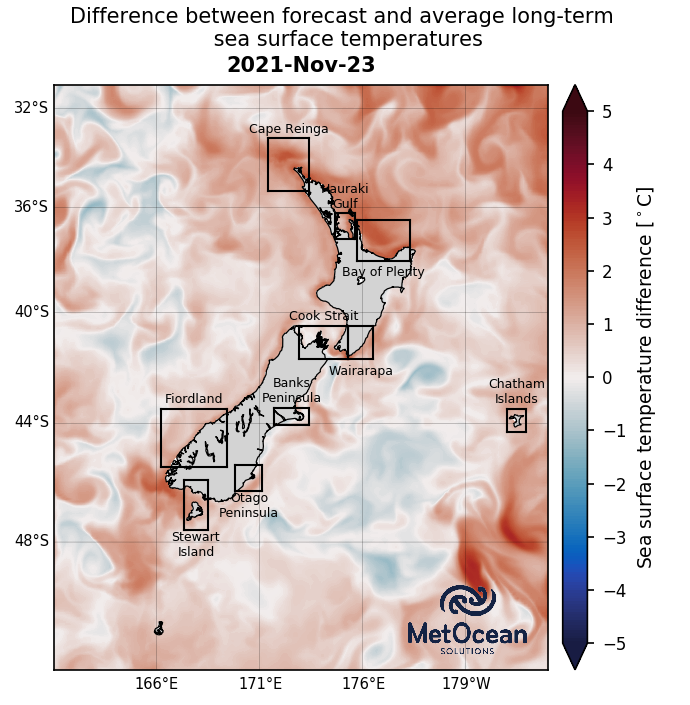 Difference between forecast and average long-term
sea surface temperatures
2021-Nov-23
32°S
36°S
40°S
44°S
48°S
Cape Reinga
Hauraki
Gulf
Bay of Plenty
Cook Strait
Wairarapa
Banks
Peninsula
Fiordland
Chatham
Islands
Otago
Peninsula
Stewart
Island
MetOcean
SOLUTIONS
166°E
171°E
176°E
179°W
5
4
3
2
1
0
−1
−2
−3
−4
−5
Sea surface temperature difference [°C]